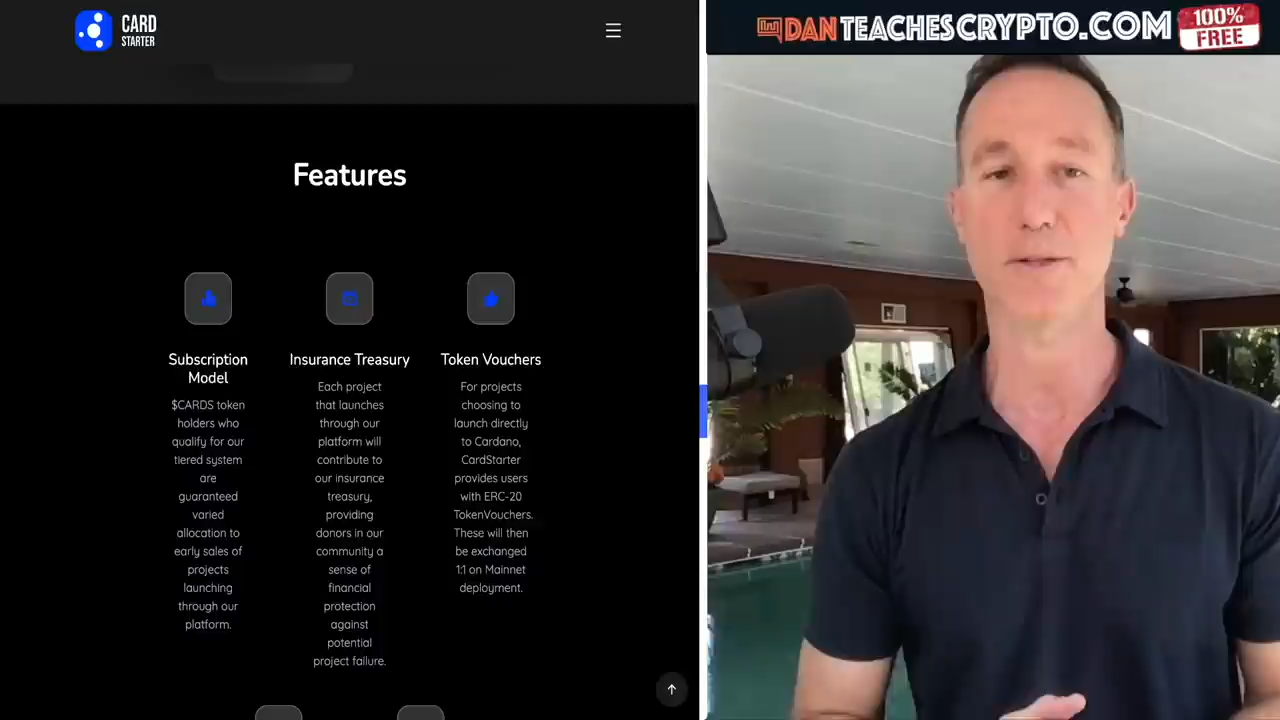 CARD
STARTER
Features
Subscription
Model
$CARDS token
holders who
qualify for our
tiered system
are
guaranteed
varied
allocation to
early sales of
projects
launching
through our
platform.
Insurance Treasury
Each project
that launches
through our
platform will
contribute to
our insurance
treasury,
providing
donors in our
community a
sense of
financial
protection
against
potential
project failure.
Token Vouchers
For projects
choosing to
launch directly
to Cardano,
CardStarter
provides users
with ERC-20
TokenVouchers.
These will then
be exchanged
1:1 on Mainnet
deployment.
DANTEACHESCRYPTO.COM
100%
FREE